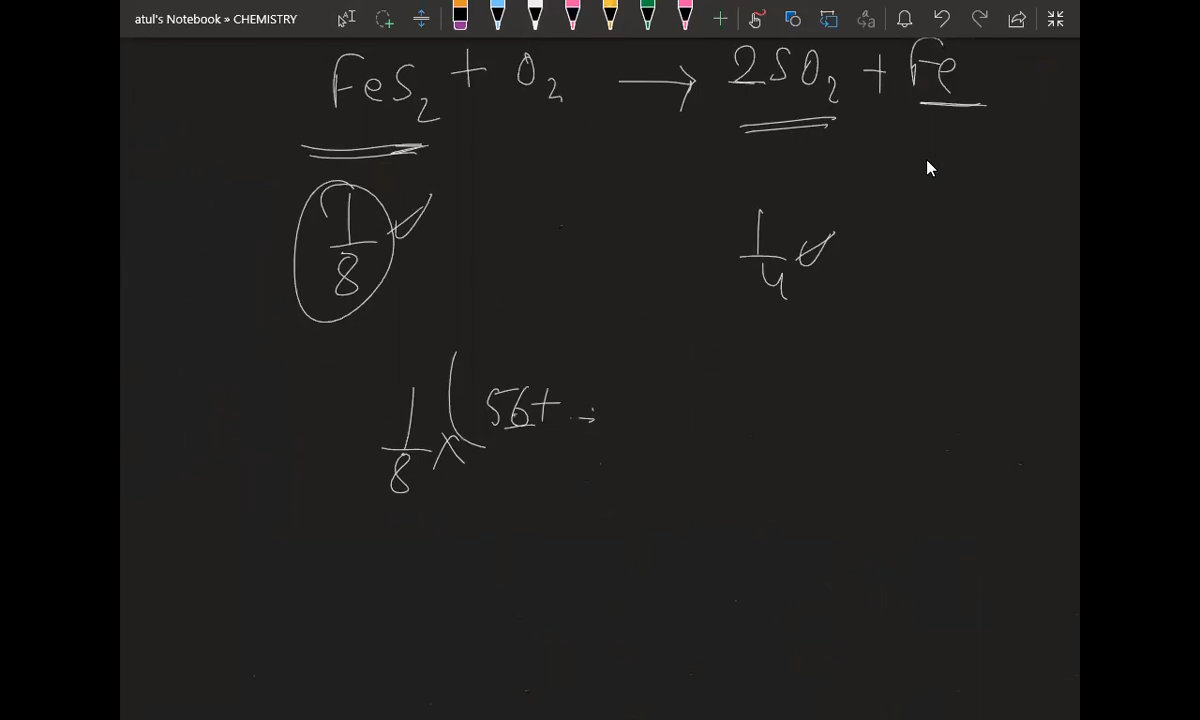 atul's Notebook » CHEMISTRY
FeS₂ + O₂ → 2SO₂ + Fe
1/8 ✓ 1/4 ✓
1/8 × (56+